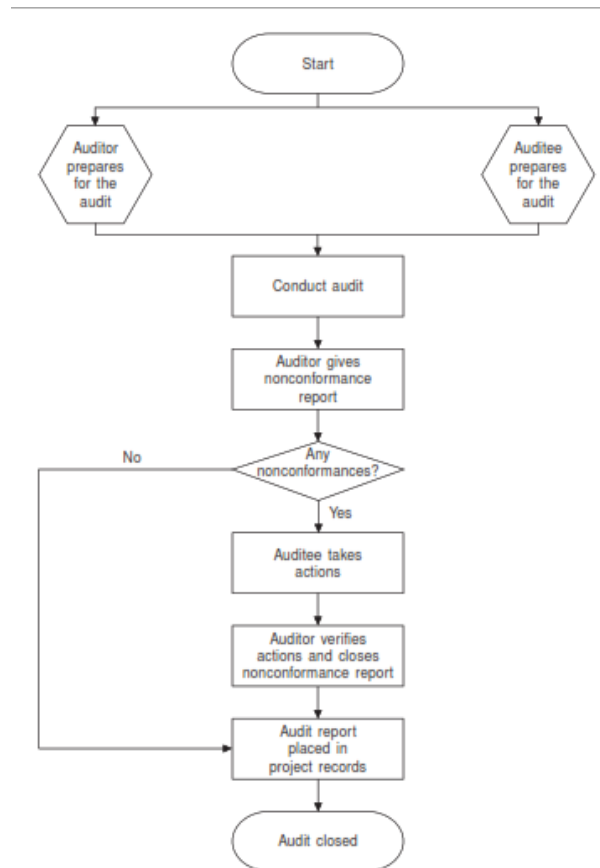 Start
Auditor
prepares
for the
audit
Auditee
prepares
for the
audit
Conduct audit
Auditor gives
nonconformance
report
Any
nonconformances?
No
Yes
Auditee takes
actions
Auditor verifies
actions and closes
nonconformance report
Audit report
placed in
project records
Audit closed